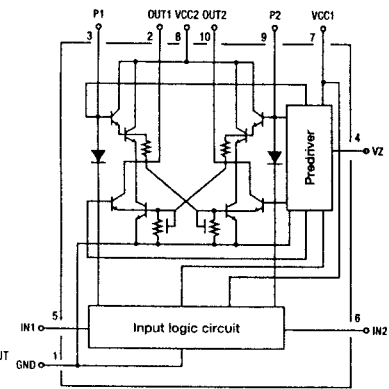 P1 OUT1 VCC2 OUT2 P2 VCC1
3 2 8 10 9 7
4
VZ
Predriver
5 6
IN1 Input logic circuit IN2
UT
GND 1